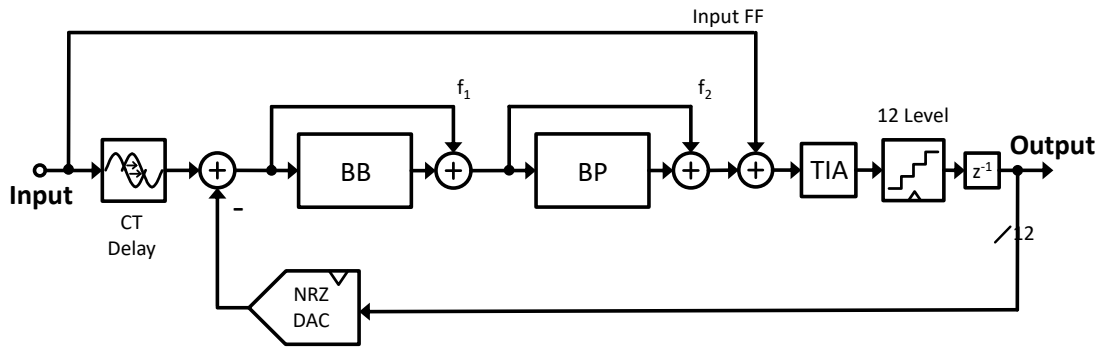 Input FF
f1
f2
12 Level
Output
Input
BB
BP
TIA
z-1
CT
Delay
-
12
NRZ
DAC